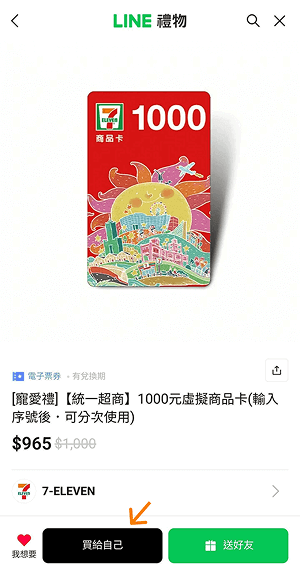 LINE 禮物
7
ELEVEN
1000
商品卡
電子票券 • 有兌換期
[寵愛禮]【統一超商】1000元虛擬商品卡(輸入
序號後・可分次使用)
$965 $1,000
7-ELEVEN
我想要
買給自己
送好友